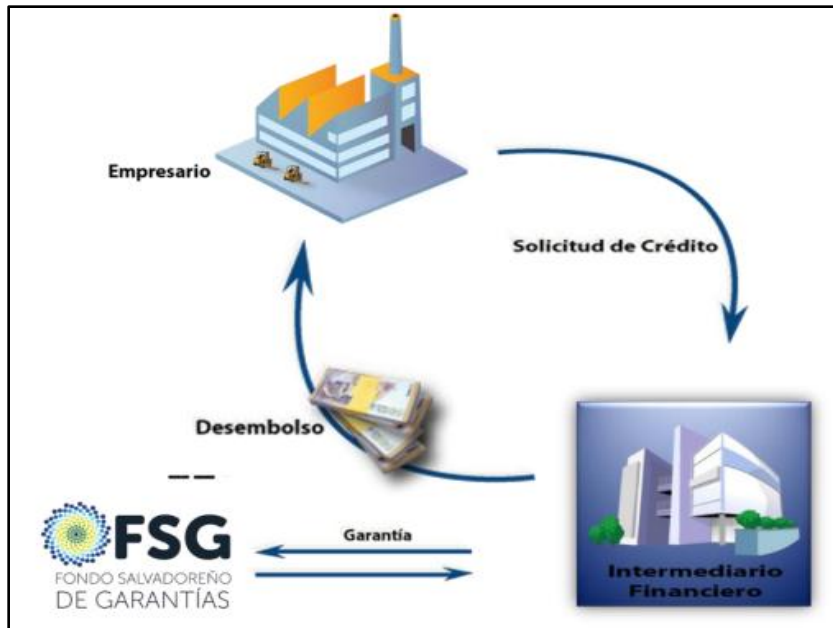 Empresario
Solicitud de Crédito
Desembolso
Garantía
FSG
FONDO SALVADOREÑO
DE GARANTÍAS
Intermediario
Financiero